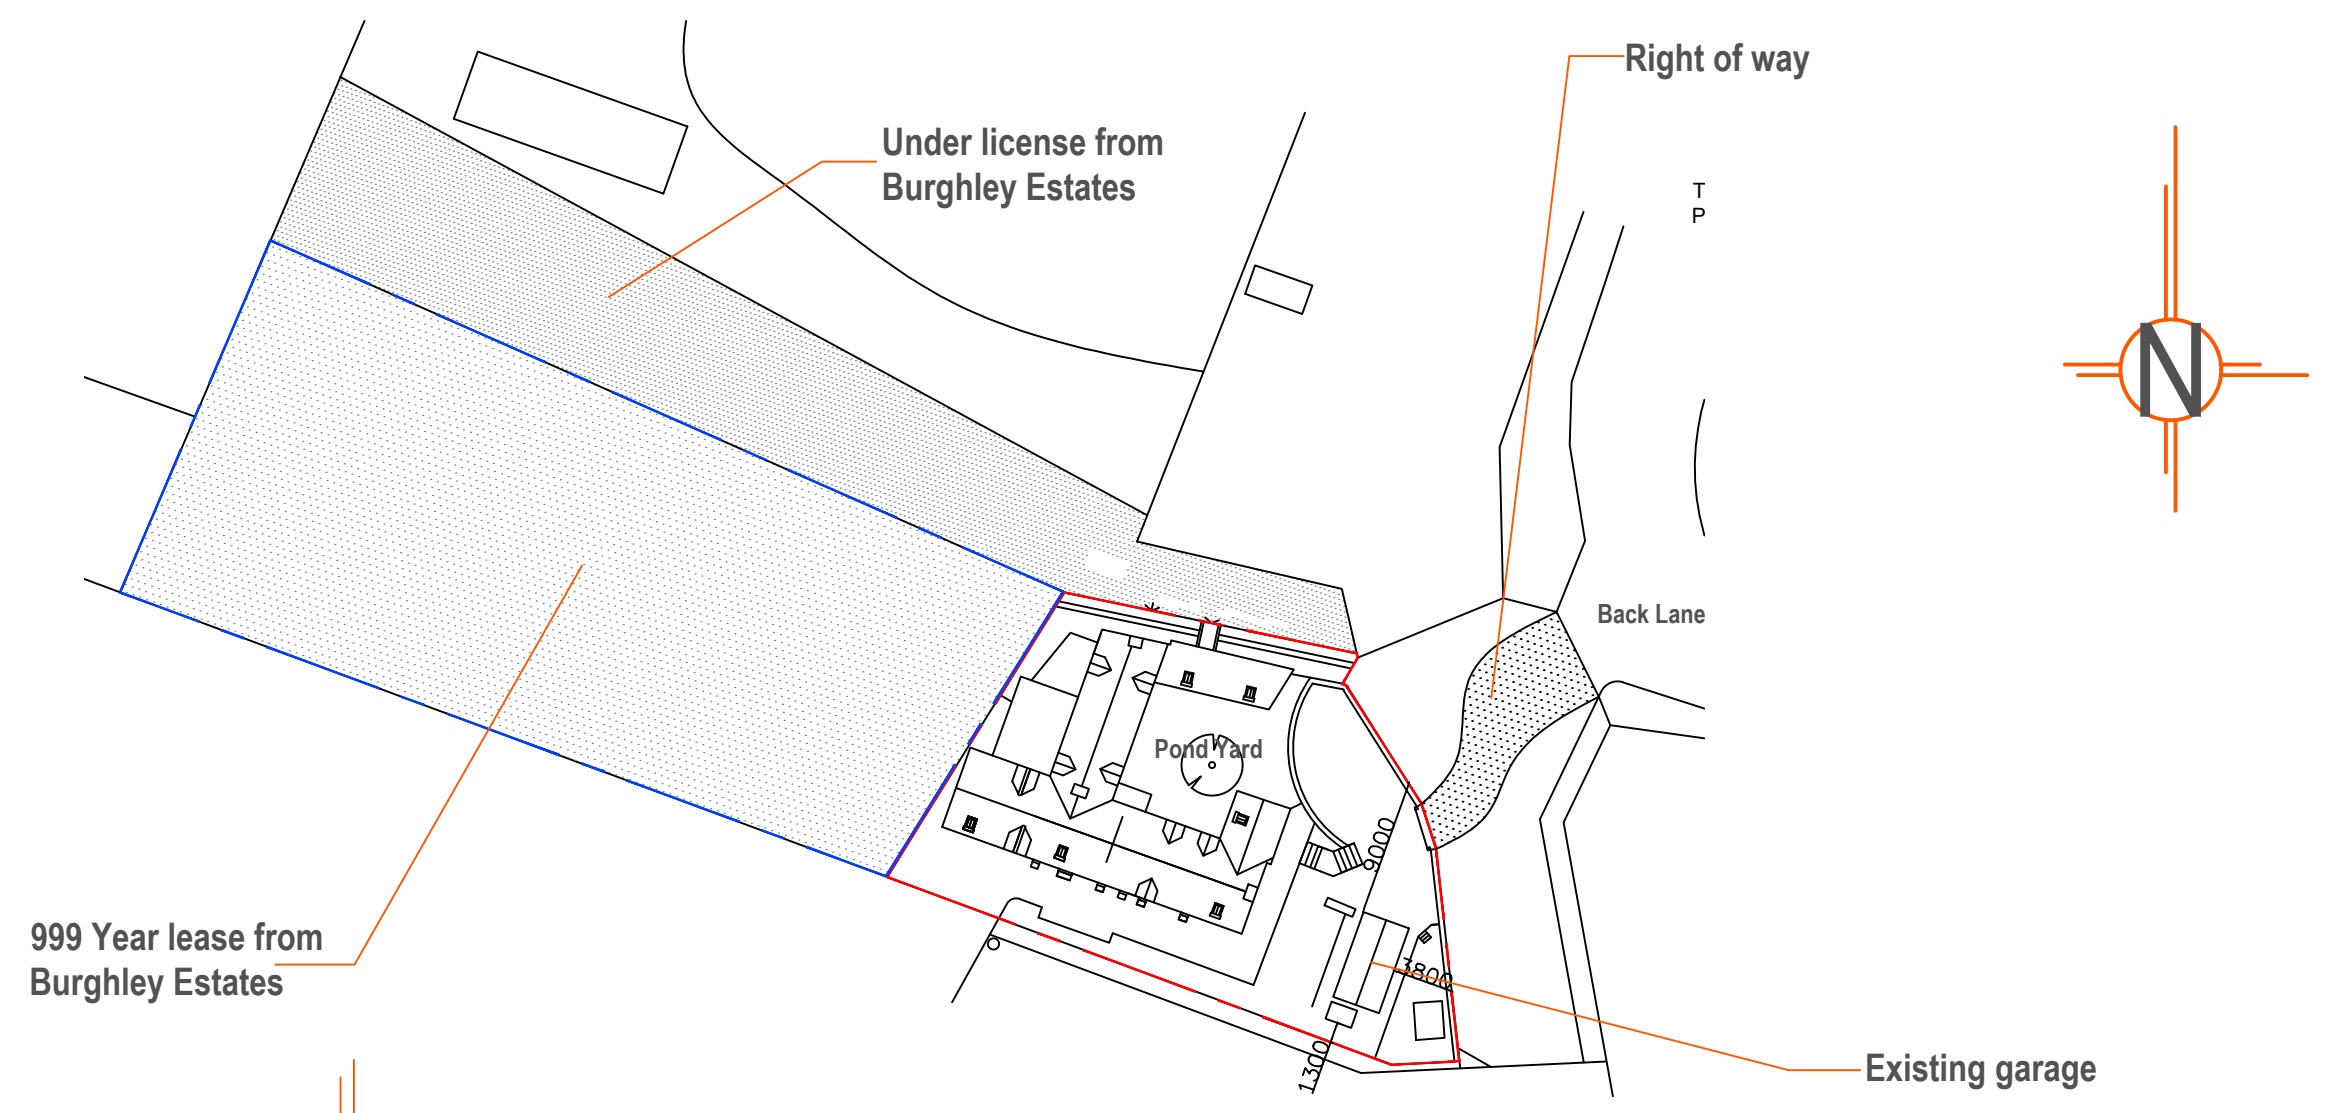 Right of way
Under license from
Burghley Estates
T
P
N
Back Lane
Pond Yard
9000
999 Year lease from
Burghley Estates
3800
1300
Existing garage